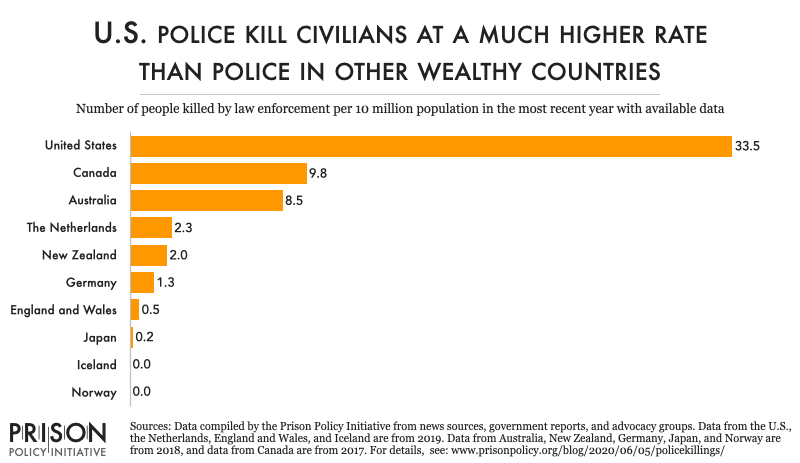 U.S. POLICE KILL CIVILIANS AT A MUCH HIGHER RATE
THAN POLICE IN OTHER WEALTHY COUNTRIES
Number of people killed by law enforcement per 10 million population in the most recent year with available data
United States 33.5
Canada 9.8
Australia 8.5
The Netherlands 2.3
New Zealand 2.0
Germany 1.3
England and Wales 0.5
Japan 0.2
Iceland 0.0
Norway 0.0
PRISON
POLICY INITIATIVE
Sources: Data compiled by the Prison Policy Initiative from news sources, government reports, and advocacy groups. Data from the U.S.,
the Netherlands, England and Wales, and Iceland are from 2019. Data from Australia, New Zealand, Germany, Japan, and Norway are
from 2018, and data from Canada are from 2017. For details, see: www.prisonpolicy.org/blog/2020/06/05/policekillings/